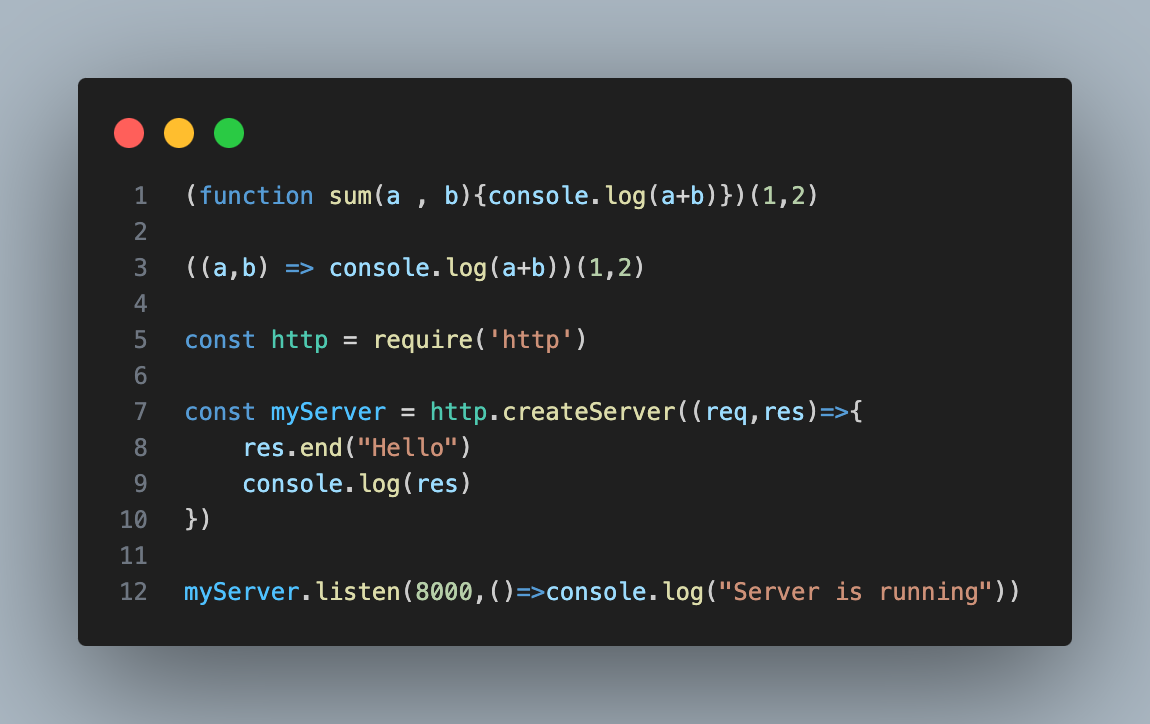 1 (function sum(a , b){console.log(a+b)})(1,2)
2
3 ((a,b) => console.log(a+b))(1,2)
4
5 const http = require('http')
6
7 const myServer = http.createServer((req,res)=>{
8     res.end("Hello")
9     console.log(res)
10 })
11
12 myServer.listen(8000,()=>console.log("Server is running"))